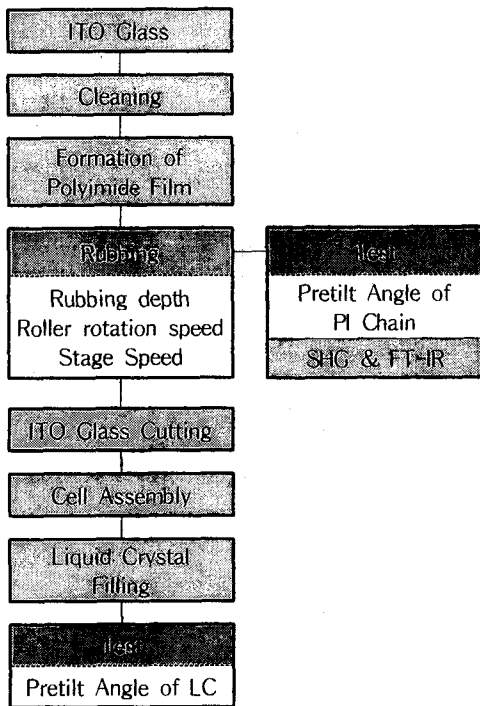 ITO Glass
Cleaning
Formation of
Polyimide Film
Rubbing
Rubbing depth
Roller rotation speed
Stage Speed
Test
Pretilt Angle of
PI Chain
SHG & FT-IR
ITO Glass Cutting
Cell Assembly
Liquid Crystal
Filling
Test
Pretilt Angle of LC